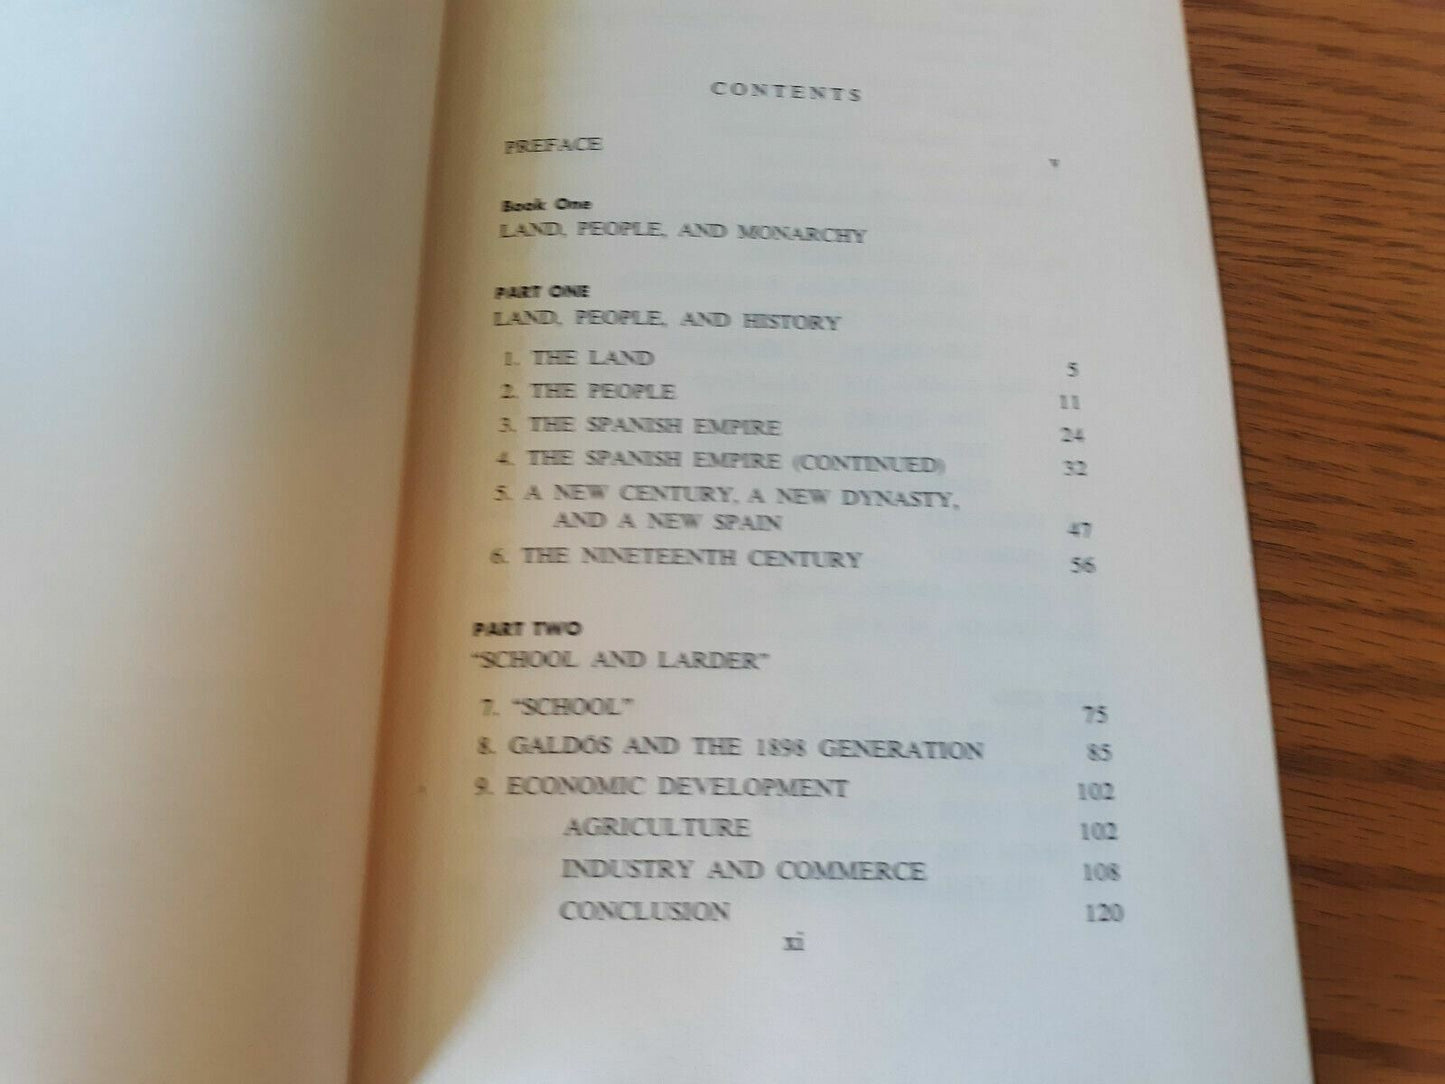 CONTENTS
PREFACE v
Book One
LAND, PEOPLE, AND MONARCHY
PART ONE
LAND, PEOPLE, AND HISTORY
1. THE LAND 5
2. THE PEOPLE 11
3. THE SPANISH EMPIRE 24
4. THE SPANISH EMPIRE (CONTINUED) 32
5. A NEW CENTURY, A NEW DYNASTY,
AND A NEW SPAIN 47
6. THE NINETEENTH CENTURY 56
PART TWO
"SCHOOL AND LARDER"
7. "SCHOOL" 75
8. GALDÓS AND THE 1898 GENERATION 85
9. ECONOMIC DEVELOPMENT 102
AGRICULTURE 102
INDUSTRY AND COMMERCE 108
CONCLUSION 120
xi